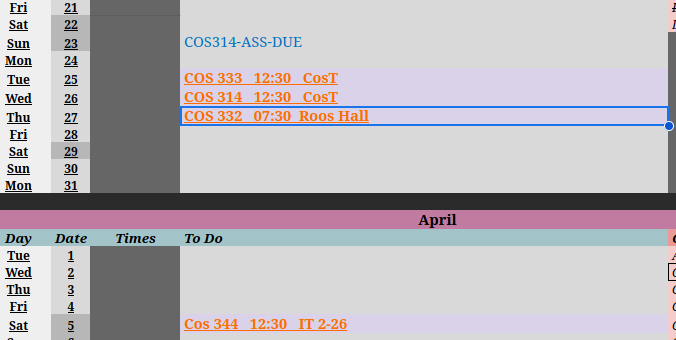 Fri 21
Sat 22
Sun 23 COS314-ASS-DUE
Mon 24
Tue 25 COS 333 12:30 CosT
Wed 26 COS 314 12:30 CosT
Thu 27 COS 332 07:30 Roos Hall
Fri 28
Sat 29
Sun 30
Mon 31
April
Day Date Times To Do
Tue 1
Wed 2
Thu 3
Fri 4
Sat 5 Cos 344 12:30 IT 2-26